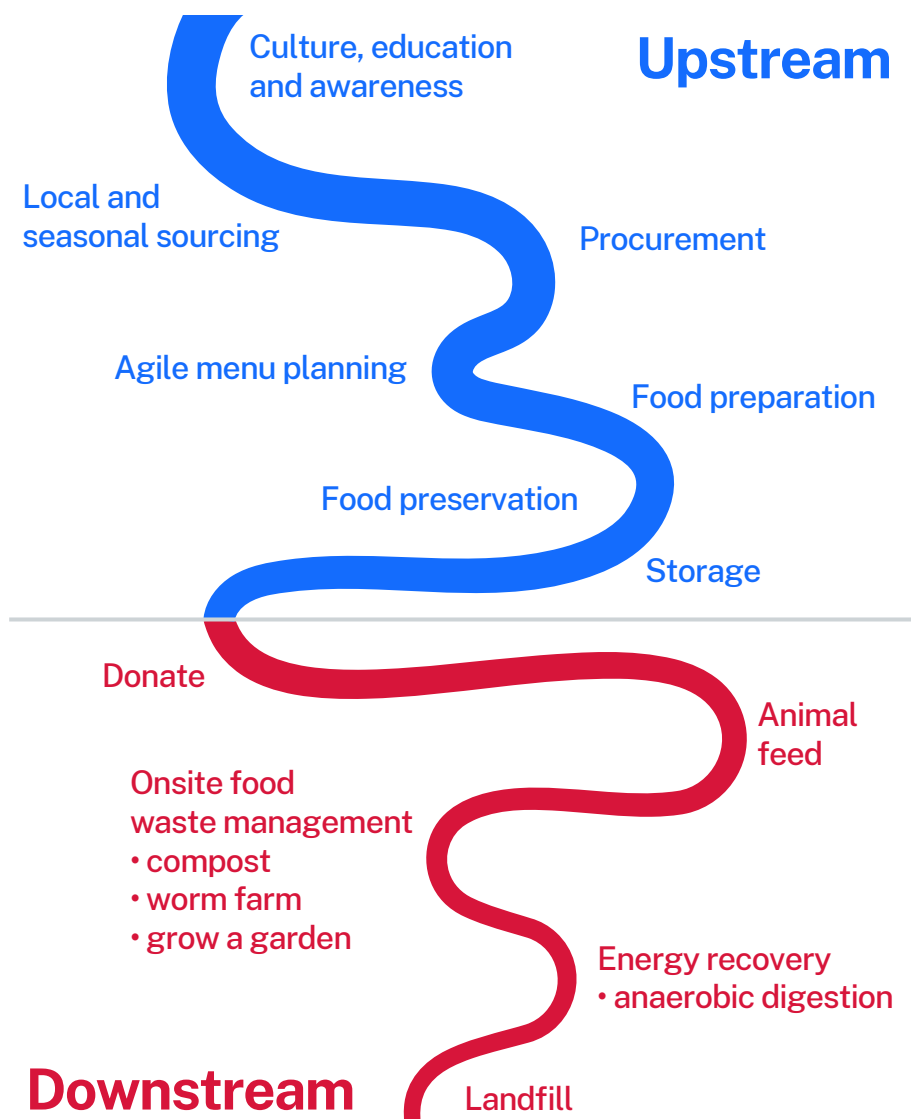 Culture, education
and awareness
Upstream
Local and
seasonal sourcing
Procurement
Agile menu planning
Food preparation
Food preservation
Storage
Donate
Animal
feed
Onsite food
waste management
• compost
• worm farm
• grow a garden
Energy recovery
• anaerobic digestion
Downstream
Landfill